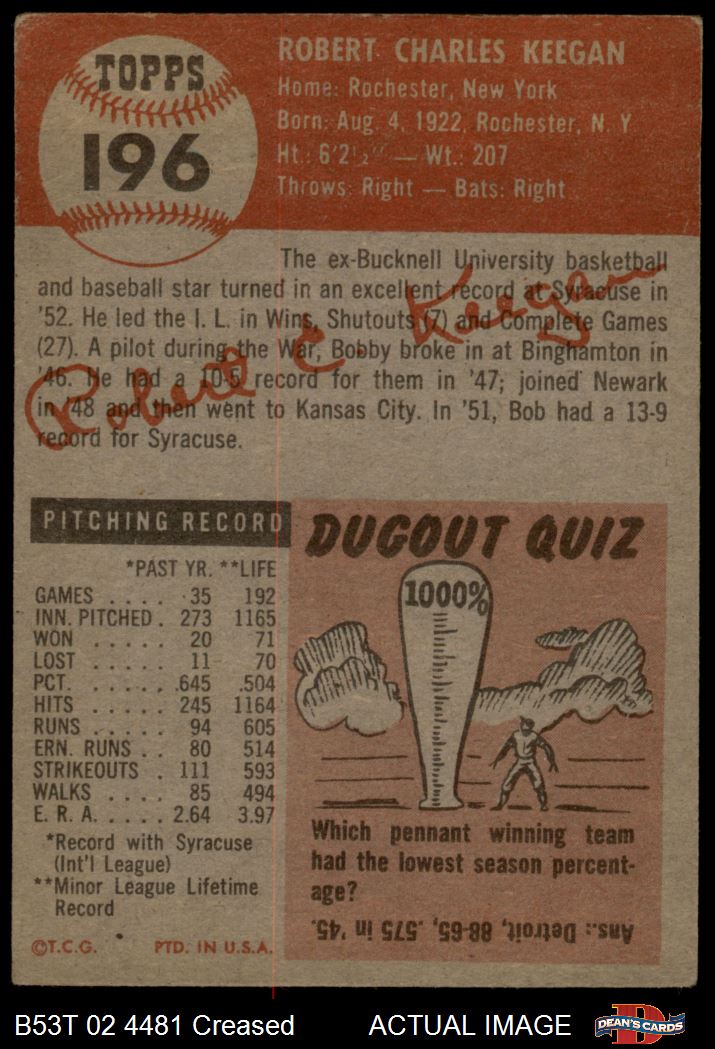 TOPPS
196
ROBERT CHARLES KEEGAN
Home: Rochester, New York
Born: Aug. 4, 1922, Rochester, N. Y.
Ht.: 6'2½" — Wt.: 207
Throws: Right — Bats: Right
The ex-Bucknell University basketball
and baseball star turned in an excellent record at Syracuse in
'52. He led the I. L. in Wins, Shutouts (7) and Complete Games
(27). A pilot during the War, Bobby broke in at Binghamton in
'46. He had a 10-5 record for them in '47; joined Newark
in '48 and then went to Kansas City. In '51, Bob had a 13-9
record for Syracuse.
Robert C. Keegan
PITCHING RECORD
*PAST YR. **LIFE
GAMES . . . . 35 192
INN. PITCHED . 273 1165
WON . . . . . 20 71
LOST . . . . . 11 70
PCT. . . . . . .645 .504
HITS . . . . . 245 1164
RUNS . . . . . 94 605
ERN. RUNS . . 80 514
STRIKEOUTS . 111 593
WALKS . . . . 85 494
E. R. A. . . . . 2.64 3.97
*Record with Syracuse
(Int'l League)
**Minor League Lifetime
Record
©T.C.G. PTD. IN U.S.A.
DUGOUT QUIZ
1000%
Which pennant winning team
had the lowest season percent-
age?
Ans.: Detroit, 88-65, .575 in '45.
B53T 02 4481 Creased ACTUAL IMAGE
D
DEAN'S CARDS